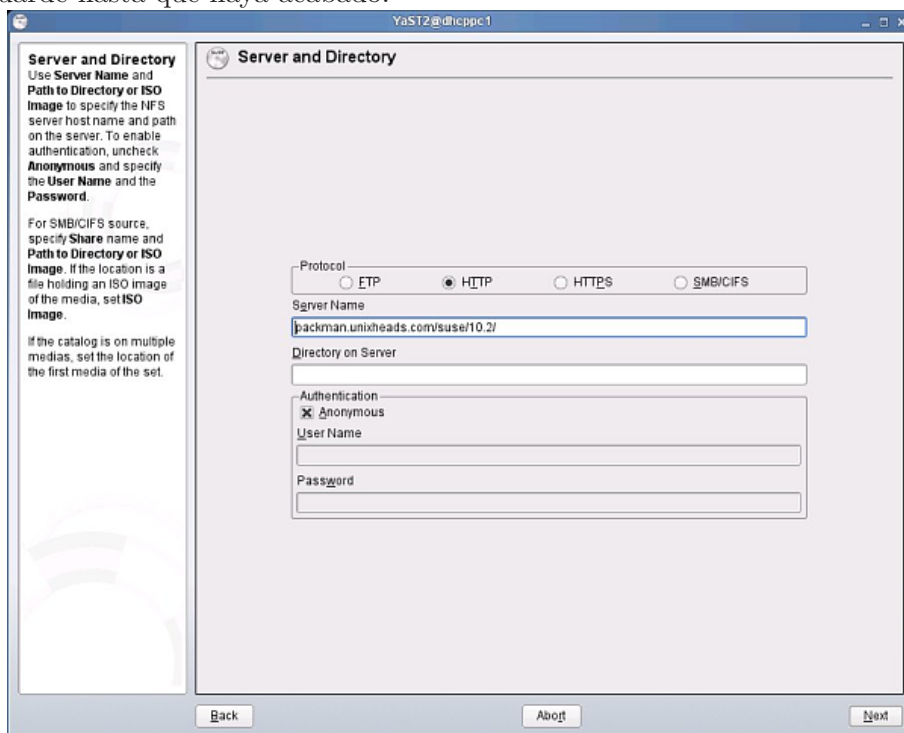 hasta que haya acabado.
YaST2@dhcppc1
Server and Directory
Use Server Name and
Path to Directory or ISO
Image to specify the NFS
server host name and path
on the server. To enable
authentication, uncheck
Anonymous and specify
the User Name and the
Password.
For SMB/CIFS source,
specify Share name and
Path to Directory or ISO
Image. If the location is a
file holding an ISO image
of the media, set ISO
Image.
If the catalog is on multiple
medias, set the location of
the first media of the set.
Server and Directory
Protocol
FTP HTTP HTTPS SMB/CIFS
Server Name
packman.unixheads.com/suse/10.2/
Directory on Server
Authentication
Anonymous
User Name
Password
Back Abort Next